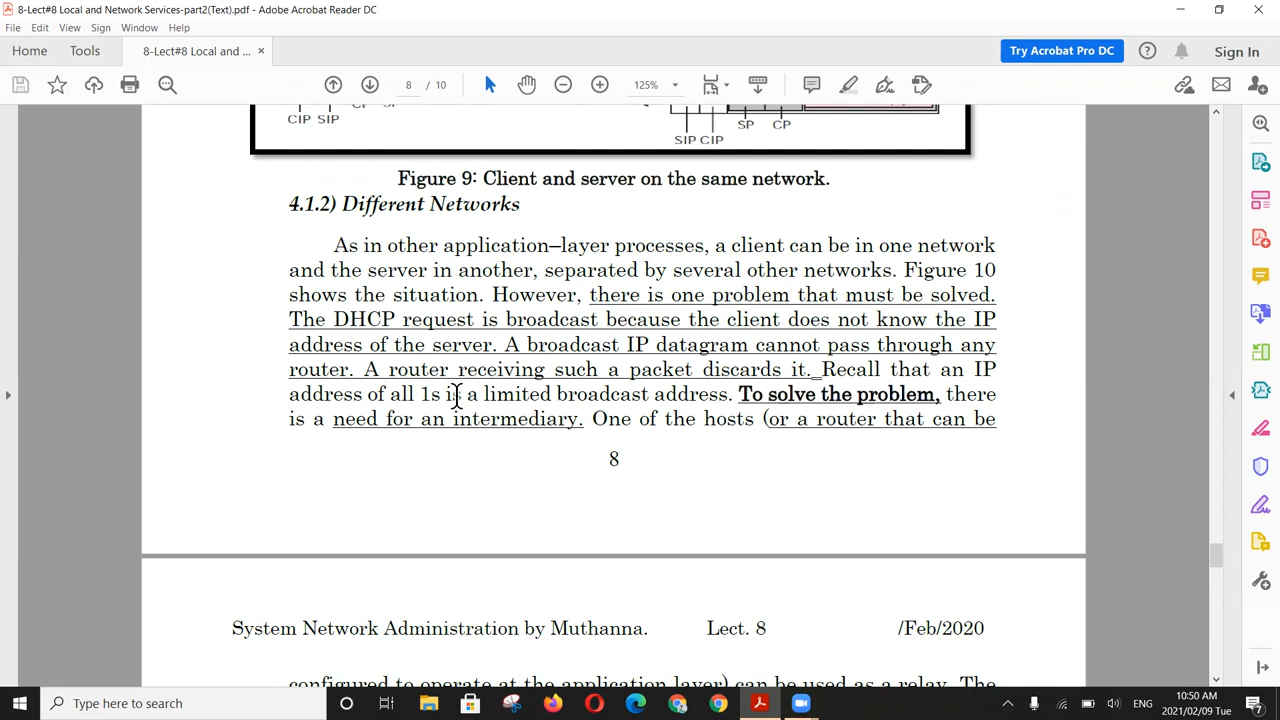 8-Lect#8 Local and Network Services-part2(Text).pdf - Adobe Acrobat Reader DC
File Edit View Sign Window Help
Home Tools 8-Lect#8 Local and ... × Try Acrobat Pro DC Sign In
8 / 10 125%
CIP SIP
SP CP
SIP CIP
Figure 9: Client and server on the same network.
4.1.2) Different Networks
As in other application–layer processes, a client can be in one network
and the server in another, separated by several other networks. Figure 10
shows the situation. However, there is one problem that must be solved.
The DHCP request is broadcast because the client does not know the IP
address of the server. A broadcast IP datagram cannot pass through any
router. A router receiving such a packet discards it. Recall that an IP
address of all 1s is a limited broadcast address. To solve the problem, there
is a need for an intermediary. One of the hosts (or a router that can be
8
System Network Administration by Muthanna. Lect. 8 /Feb/2020
configured to operate at the application layer) can be used as a relay. The
Type here to search
ENG
10:50 AM
2021/02/09 Tue
7